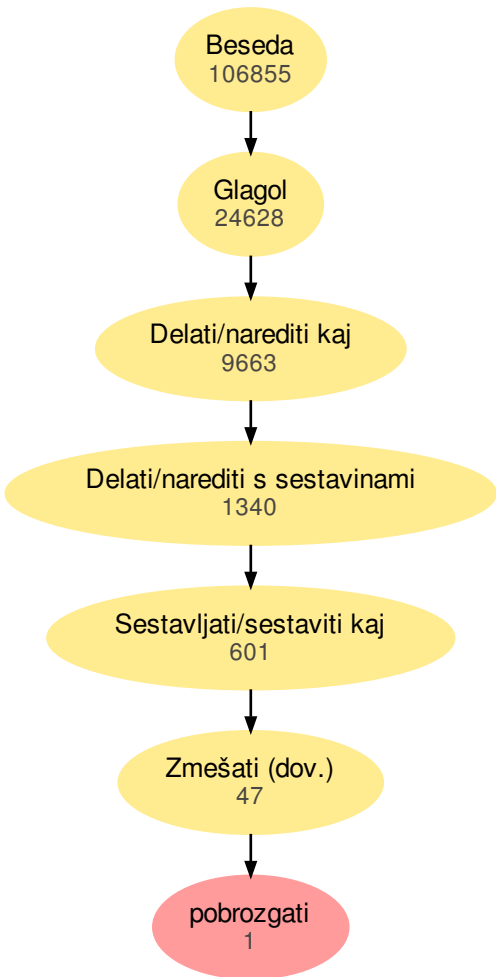 Beseda
106855
Glagol
24628
Delati/narediti kaj
9663
Delati/narediti s sestavinami
1340
Sestavljati/sestaviti kaj
601
Zmešati (dov.)
47
pobrozgati
1